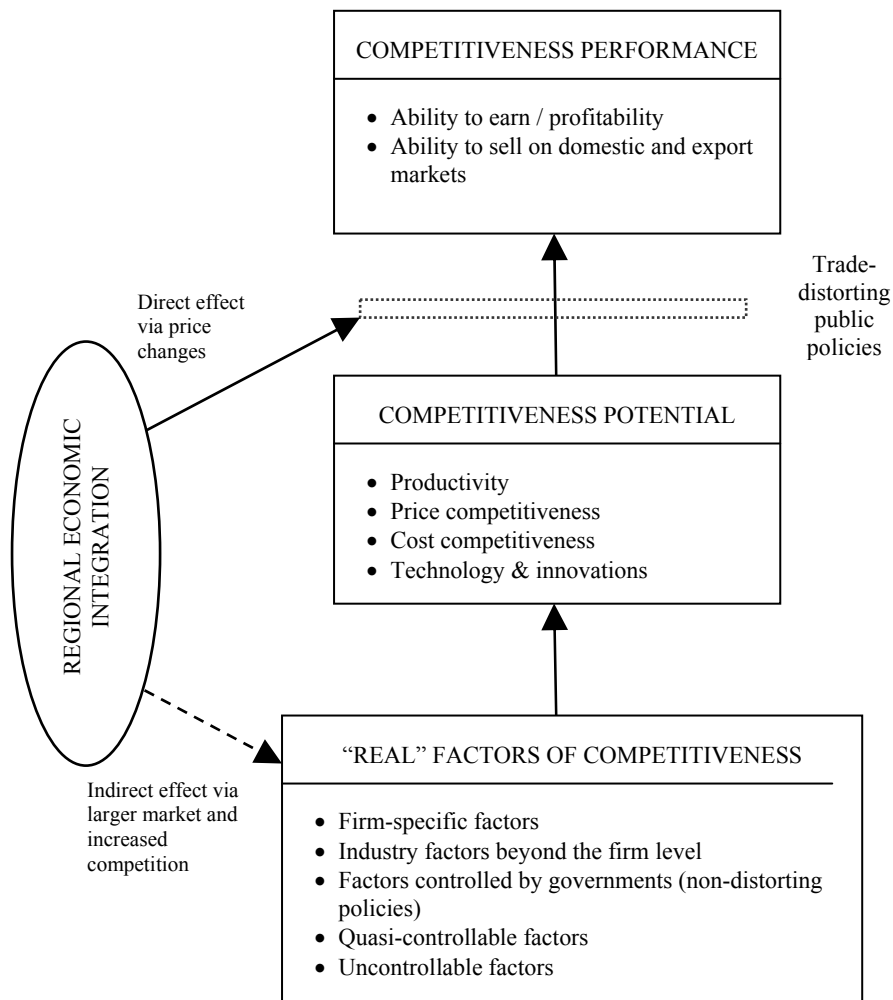 COMPETITIVENESS PERFORMANCE
• Ability to earn / profitability
• Ability to sell on domestic and export
markets
Trade-
distorting
public
policies
Direct effect
via price
changes
COMPETITIVENESS POTENTIAL
• Productivity
• Price competitiveness
• Cost competitiveness
• Technology & innovations
REGIONAL ECONOMIC
INTEGRATION
“REAL” FACTORS OF COMPETITIVENESS
Indirect effect via
larger market and
increased
competition
• Firm-specific factors
• Industry factors beyond the firm level
• Factors controlled by governments (non-distorting
policies)
• Quasi-controllable factors
• Uncontrollable factors